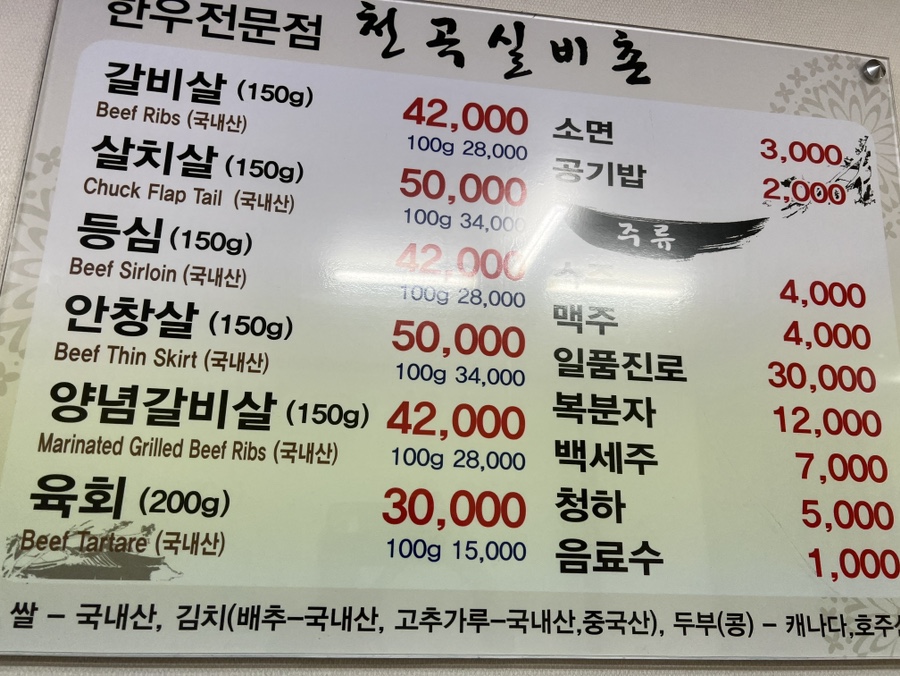 한우전문점 천곡실비촌
갈비살 (150g) 42,000
Beef Ribs (국내산) 100g 28,000
살치살 (150g) 50,000
Chuck Flap Tail (국내산) 100g 34,000
등심 (150g) 42,000
Beef Sirloin (국내산) 100g 28,000
안창살 (150g) 50,000
Beef Thin Skirt (국내산) 100g 34,000
양념갈비살 (150g) 42,000
Marinated Grilled Beef Ribs (국내산) 100g 28,000
육회 (200g) 30,000
Beef Tartare (국내산) 100g 15,000
소면 3,000
공기밥 2,000
주류
소주 4,000
맥주 4,000
일품진로 30,000
복분자 12,000
백세주 7,000
청하 5,000
음료수 1,000
쌀 - 국내산, 김치(배추-국내산, 고추가루-국내산,중국산), 두부(콩) - 캐나다,호주산